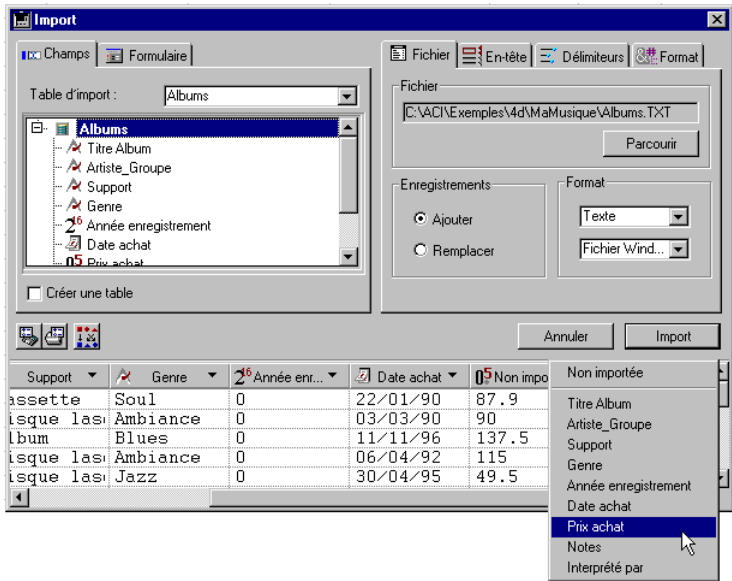 Import
Champs
Formulaire
Fichier
En-tête
Délimiteurs
Format
Table d'import :
Albums
Albums
Titre Album
Artiste_Groupe
Support
Genre
Année enregistrement
Date achat
Prix achat
Créer une table
Fichier
C:\ACI\Exemples\4d\MaMusique\Albums.TXT
Parcourir
Enregistrements
Ajouter
Remplacer
Format
Texte
Fichier Wind...
Annuler
Import
Support Genre Année enr... Date achat Non impo
assette Soul 0 22/01/90 87.9
isque las Ambiance 0 03/03/90 90
lbum Blues 0 11/11/96 137.5
isque las Ambiance 0 06/04/92 115
isque las Jazz 0 30/04/95 49.5
Non importée
Titre Album
Artiste_Groupe
Support
Genre
Année enregistrement
Date achat
Prix achat
Notes
Interprété par